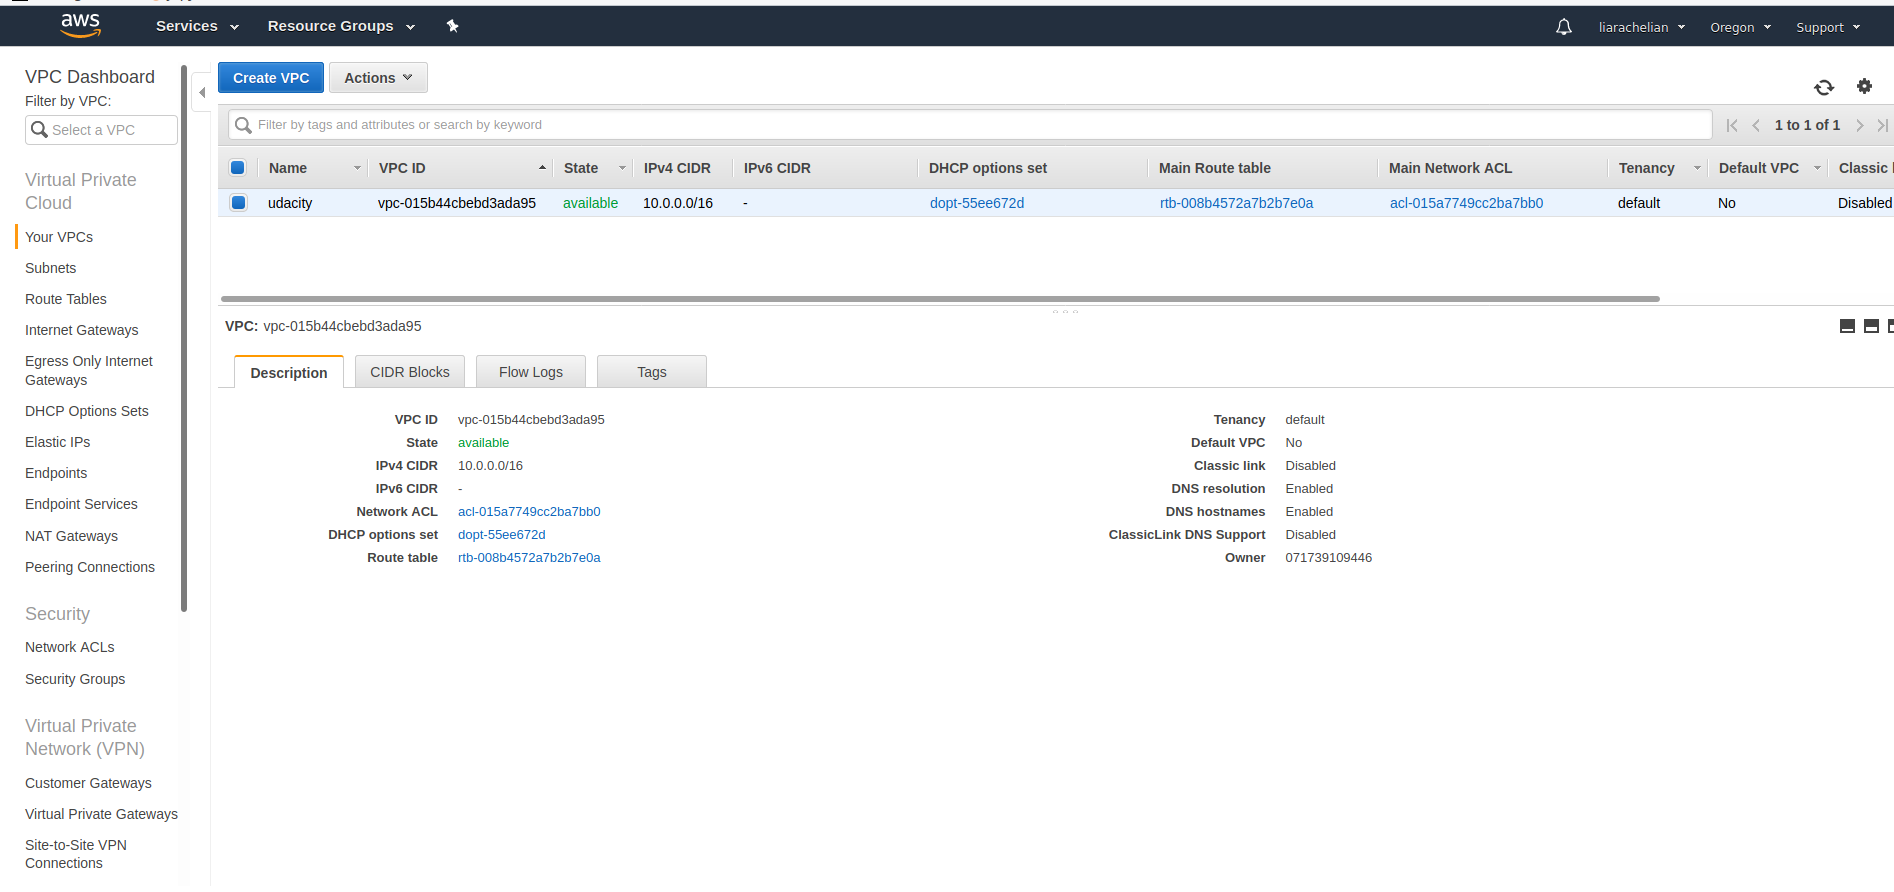 aws
Services
Resource Groups
liarachelian
Oregon
Support
VPC Dashboard
Filter by VPC:
Select a VPC
Virtual Private
Cloud
Your VPCs
Subnets
Route Tables
Internet Gateways
Egress Only Internet
Gateways
DHCP Options Sets
Elastic IPs
Endpoints
Endpoint Services
NAT Gateways
Peering Connections
Security
Network ACLs
Security Groups
Virtual Private
Network (VPN)
Customer Gateways
Virtual Private Gateways
Site-to-Site VPN
Connections
Create VPC
Actions
Filter by tags and attributes or search by keyword
1 to 1 of 1
Name VPC ID State IPv4 CIDR IPv6 CIDR DHCP options set Main Route table Main Network ACL Tenancy Default VPC Classic
udacity vpc-015b44cbebd3ada95 available 10.0.0.0/16 - dopt-55ee672d rtb-008b4572a7b2b7e0a acl-015a7749cc2ba7bb0 default No Disabled
VPC: vpc-015b44cbebd3ada95
Description CIDR Blocks Flow Logs Tags
VPC ID vpc-015b44cbebd3ada95
State available
IPv4 CIDR 10.0.0.0/16
IPv6 CIDR -
Network ACL acl-015a7749cc2ba7bb0
DHCP options set dopt-55ee672d
Route table rtb-008b4572a7b2b7e0a
Tenancy default
Default VPC No
Classic link Disabled
DNS resolution Enabled
DNS hostnames Enabled
ClassicLink DNS Support Disabled
Owner 071739109446